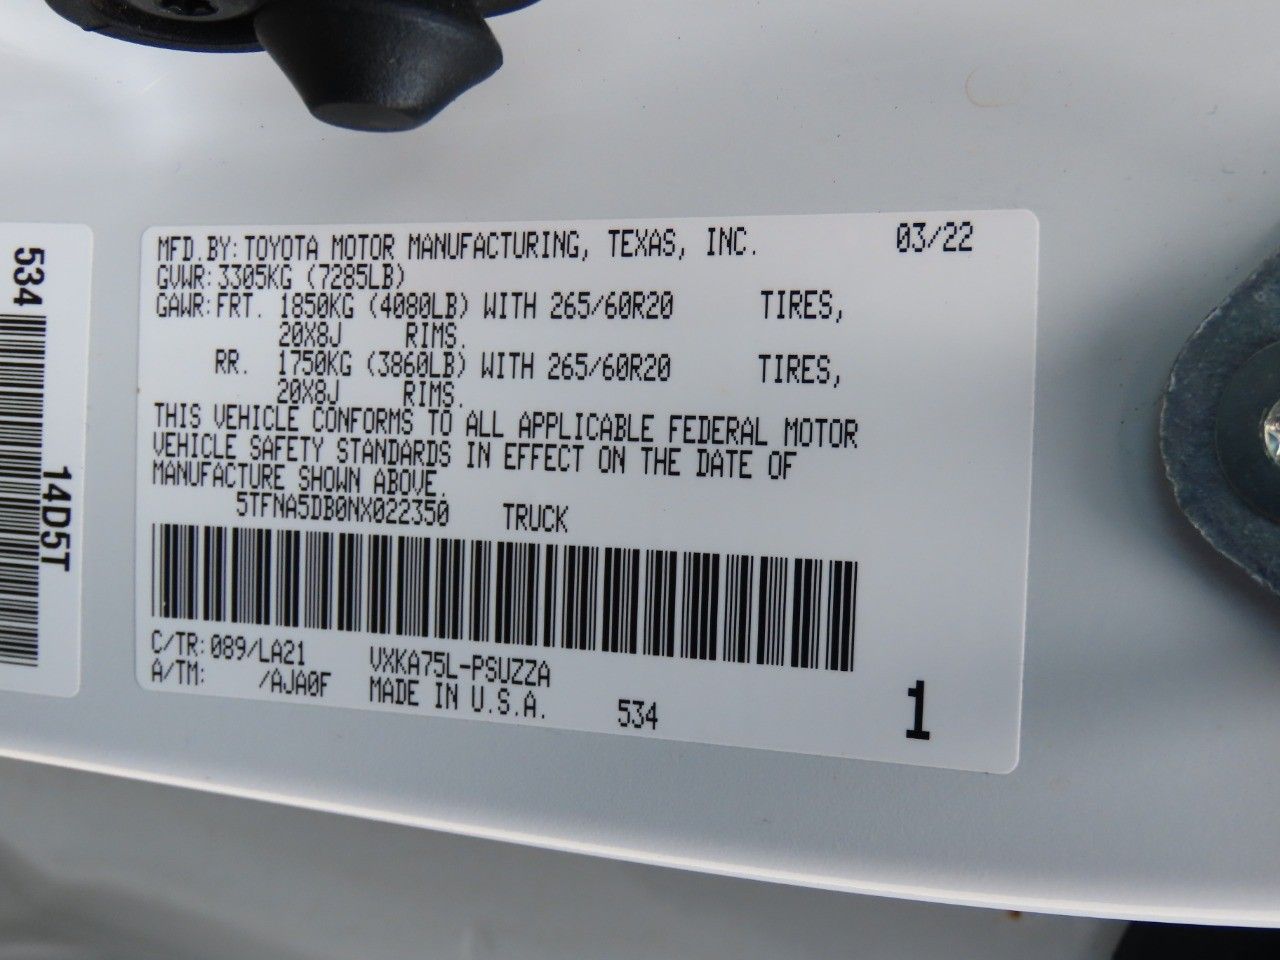 534
14D5T
MFD.BY: TOYOTA MOTOR MANUFACTURING, TEXAS, INC. 03/22
GVWR: 3305KG (7285LB)
GAWR: FRT. 1850KG (4080LB) WITH 265/60R20 TIRES,
20X8J RIMS.
RR. 1750KG (3860LB) WITH 265/60R20 TIRES,
20X8J RIMS.
THIS VEHICLE CONFORMS TO ALL APPLICABLE FEDERAL MOTOR
VEHICLE SAFETY STANDARDS IN EFFECT ON THE DATE OF
MANUFACTURE SHOWN ABOVE.
5TFNA5DB0NX022350 TRUCK
C/TR: 089/LA21 VXKA75L-PSUZZA
A/TM: /AJA0F MADE IN U.S.A. 534
1